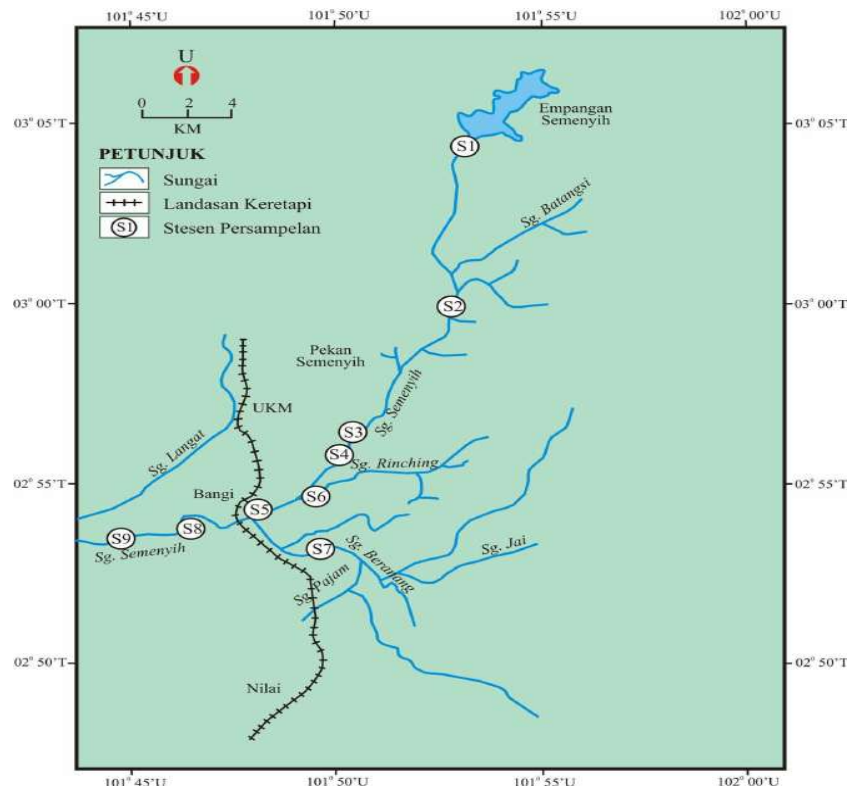 101° 45'U 101° 50'U 101° 55'U 102° 00'U
U
0 2 4
KM
Empangan
Semenyih
03° 05'T 03° 05'T
S1
PETUNJUK
Sungai
Landasan Keretapi
S1 Stesen Persampelan
Sg. Batangsi
03° 00'T 03° 00'T
S2
Pekan
Semenyih
UKM
Sg. Semenyih
S3
S4
Sg. Langat
Sg. Rinching
02° 55'T 02° 55'T
Bangi
S6
S5
S8
S9
Sg. Semenyih
S7
Sg. Beranang
Sg. Jai
Sg. Pajam
02° 50'T 02° 50'T
Nilai
101° 45'U 101° 50'U 101° 55'U 102° 00'U